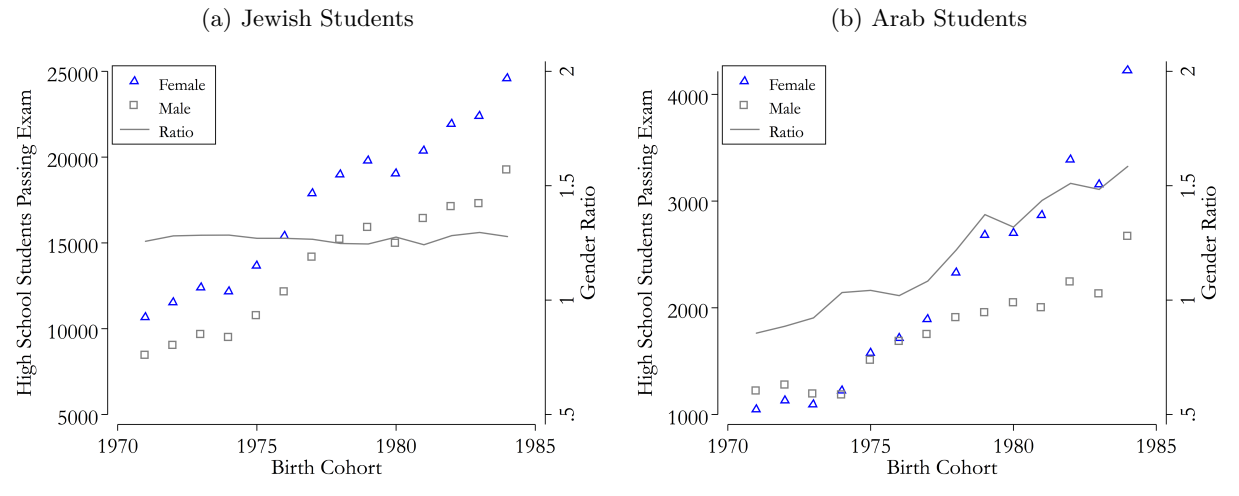 (a) Jewish Students
High School Students Passing Exam
25000
20000
15000
10000
5000
Female
Male
Ratio
2
1.5
1
.5
Gender Ratio
1970
1975
1980
1985
Birth Cohort
(b) Arab Students
High School Students Passing Exam
4000
3000
2000
1000
Female
Male
Ratio
2
1.5
1
.5
Gender Ratio
1970
1975
1980
1985
Birth Cohort